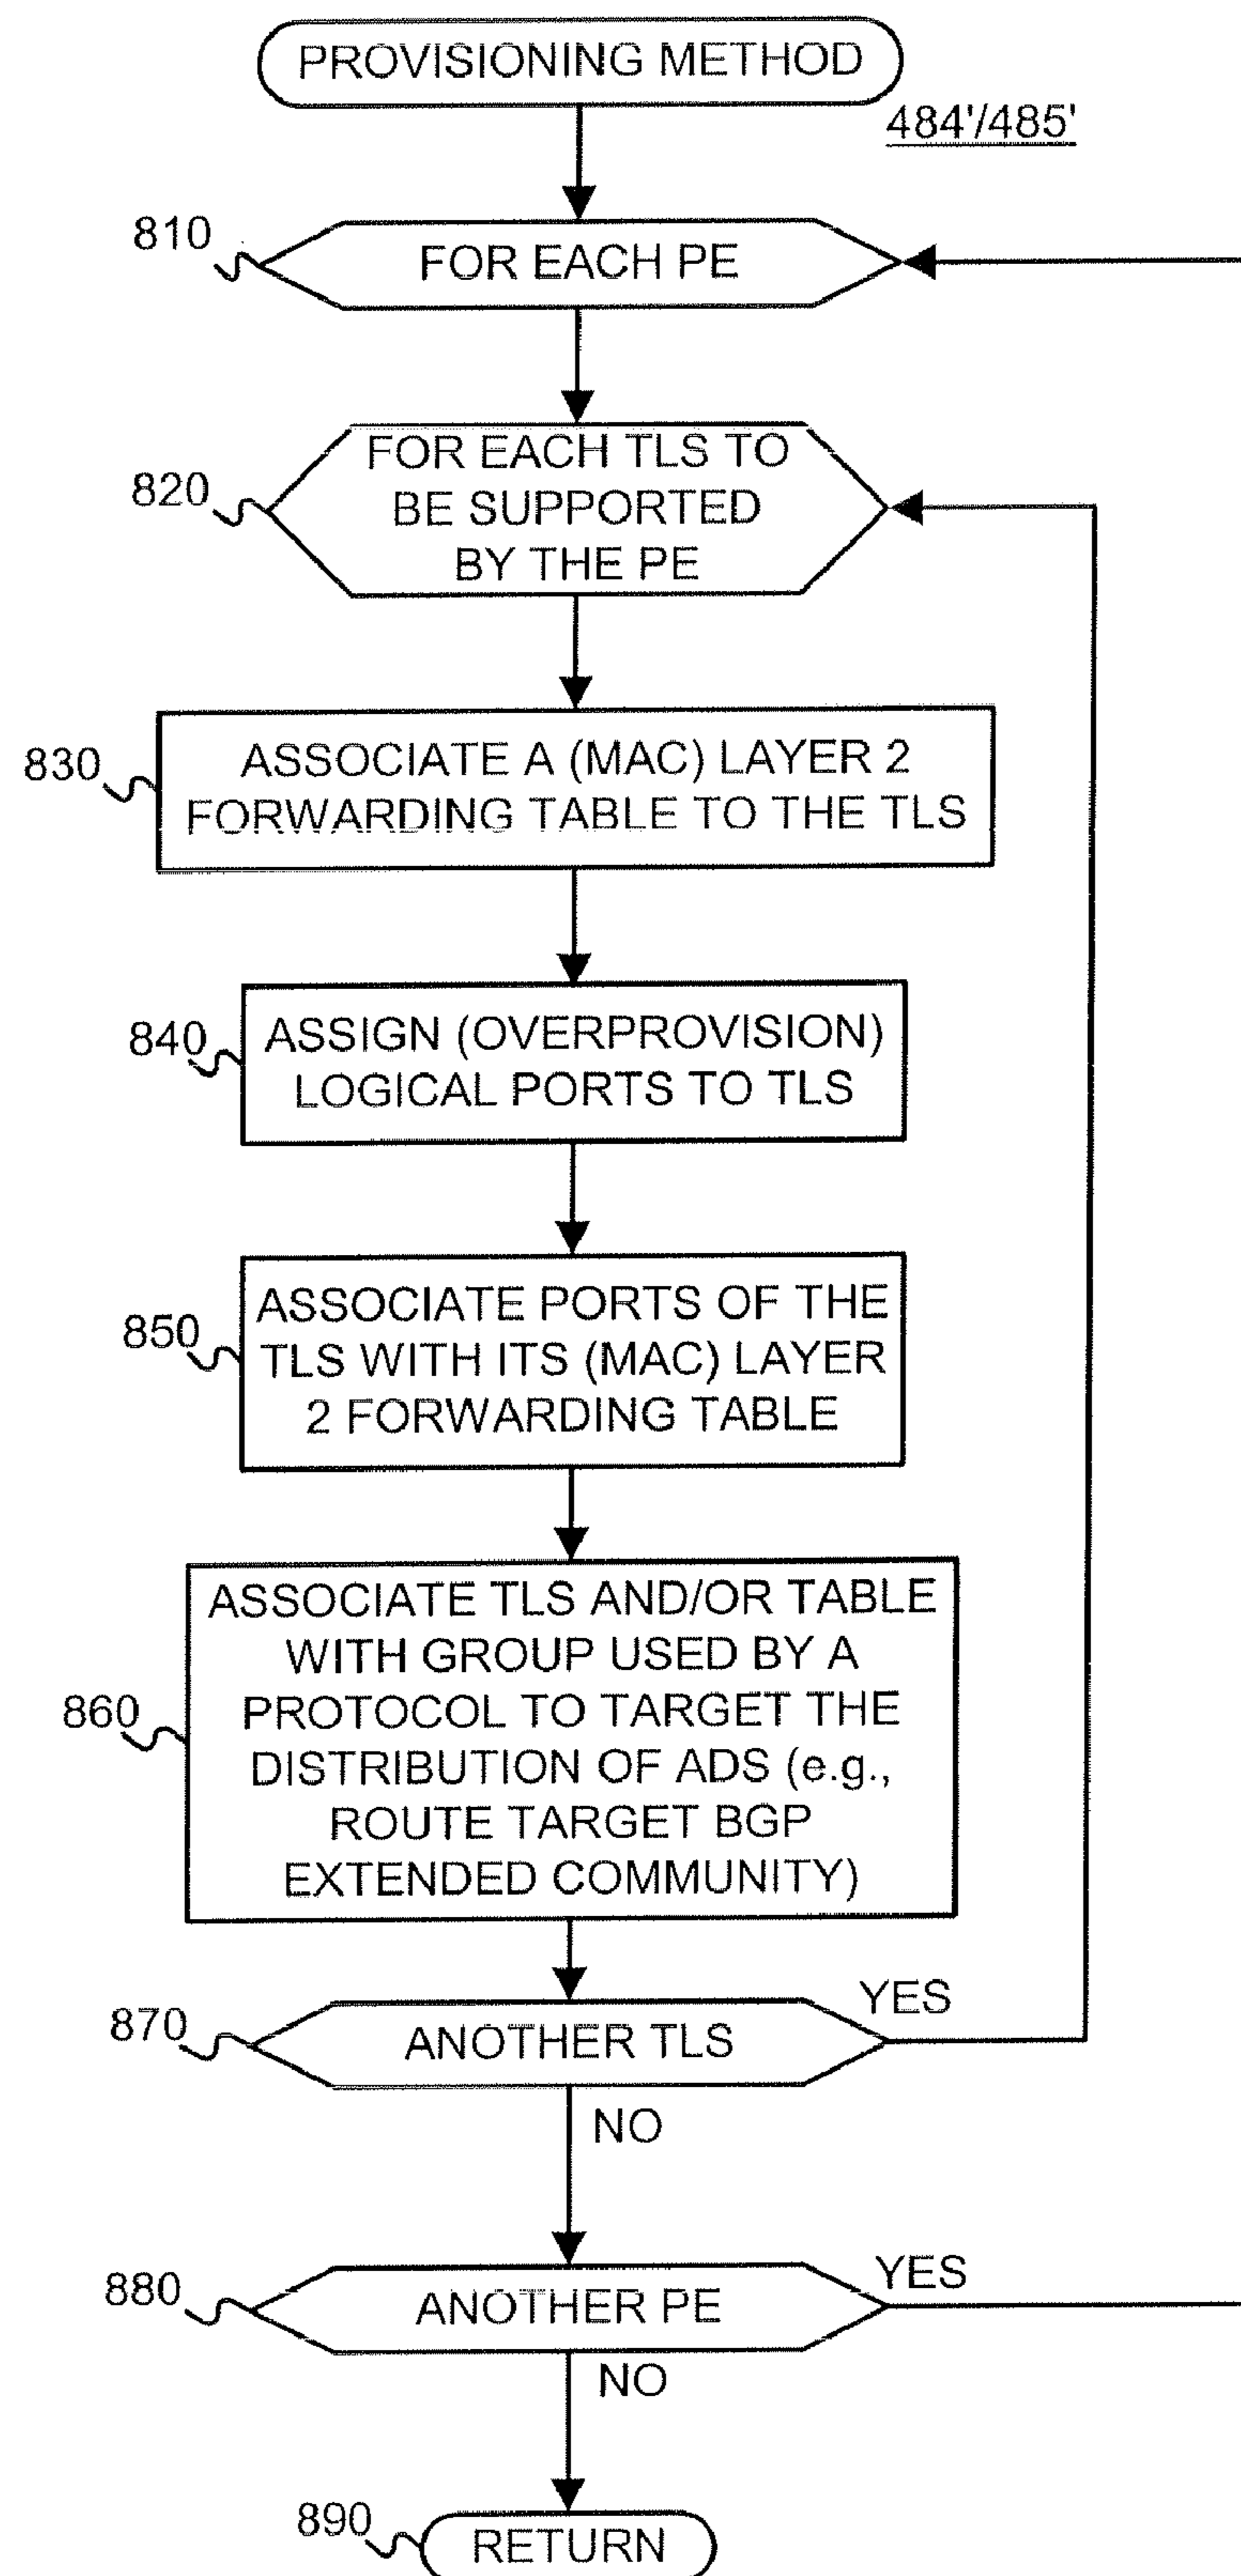 PROVISIONING METHOD
484'/485'
810
FOR EACH PE
820
FOR EACH TLS TO
BE SUPPORTED
BY THE PE
830
ASSOCIATE A (MAC) LAYER 2
FORWARDING TABLE TO THE TLS
840
ASSIGN (OVERPROVISION)
LOGICAL PORTS TO TLS
850
ASSOCIATE PORTS OF THE
TLS WITH ITS (MAC) LAYER
2 FORWARDING TABLE
860
ASSOCIATE TLS AND/OR TABLE
WITH GROUP USED BY A
PROTOCOL TO TARGET THE
DISTRIBUTION OF ADS (e.g.,
ROUTE TARGET BGP
EXTENDED COMMUNITY)
870
ANOTHER TLS
YES
NO
880
ANOTHER PE
YES
NO
890
RETURN